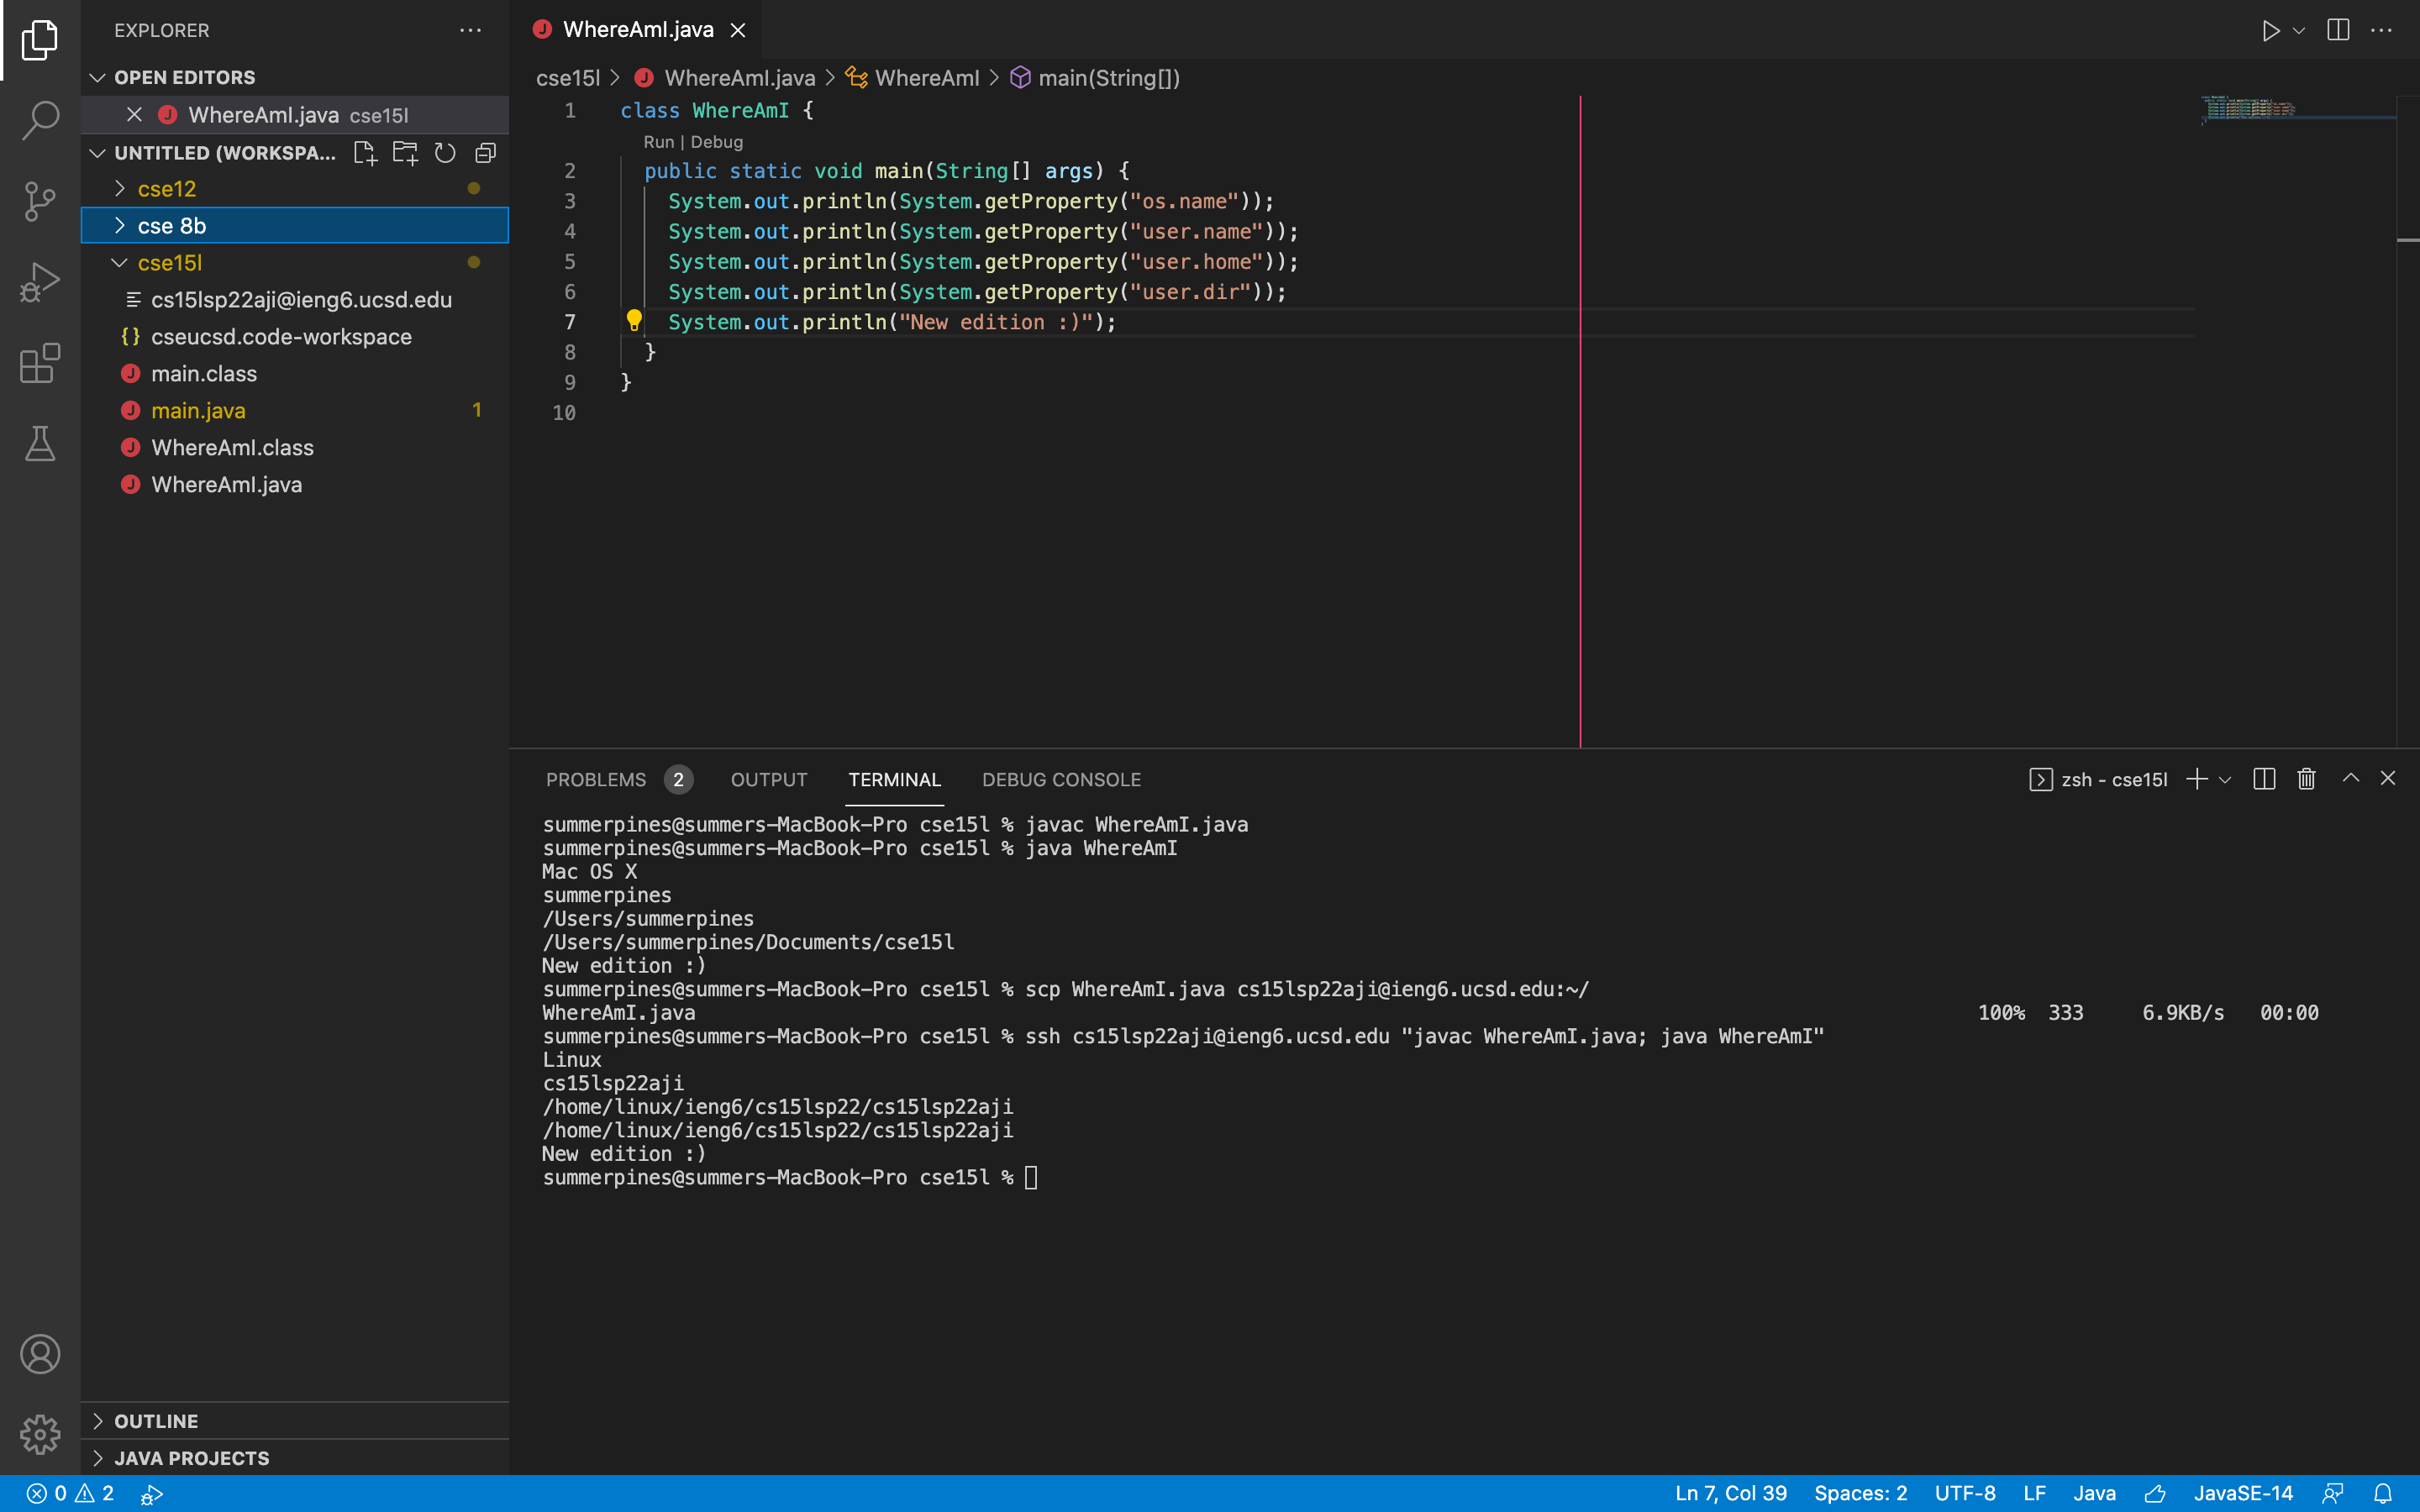 EXPLORER
OPEN EDITORS
WhereAmI.java cse15l
UNTITLED (WORKSPA...
cse12
cse 8b
cse15l
cs15lsp22aji@ieng6.ucsd.edu
{} cseucsd.code-workspace
main.class
main.java 1
WhereAmI.class
WhereAmI.java
OUTLINE
JAVA PROJECTS
WhereAmI.java
cse15l > WhereAmI.java > WhereAmI > main(String[])
1 class WhereAmI {
Run | Debug
2 public static void main(String[] args) {
3 System.out.println(System.getProperty("os.name"));
4 System.out.println(System.getProperty("user.name"));
5 System.out.println(System.getProperty("user.home"));
6 System.out.println(System.getProperty("user.dir"));
7 System.out.println("New edition :)");
8 }
9 }
10
PROBLEMS 2 OUTPUT TERMINAL DEBUG CONSOLE zsh - cse15l
summerpines@summers-MacBook-Pro cse15l % javac WhereAmI.java
summerpines@summers-MacBook-Pro cse15l % java WhereAmI
Mac OS X
summerpines
/Users/summerpines
/Users/summerpines/Documents/cse15l
New edition :)
summerpines@summers-MacBook-Pro cse15l % scp WhereAmI.java cs15lsp22aji@ieng6.ucsd.edu:~/
WhereAmI.java 100% 333 6.9KB/s 00:00
summerpines@summers-MacBook-Pro cse15l % ssh cs15lsp22aji@ieng6.ucsd.edu "javac WhereAmI.java; java WhereAmI"
Linux
cs15lsp22aji
/home/linux/ieng6/cs15lsp22/cs15lsp22aji
/home/linux/ieng6/cs15lsp22/cs15lsp22aji
New edition :)
summerpines@summers-MacBook-Pro cse15l %
0 2 Ln 7, Col 39 Spaces: 2 UTF-8 LF Java JavaSE-14